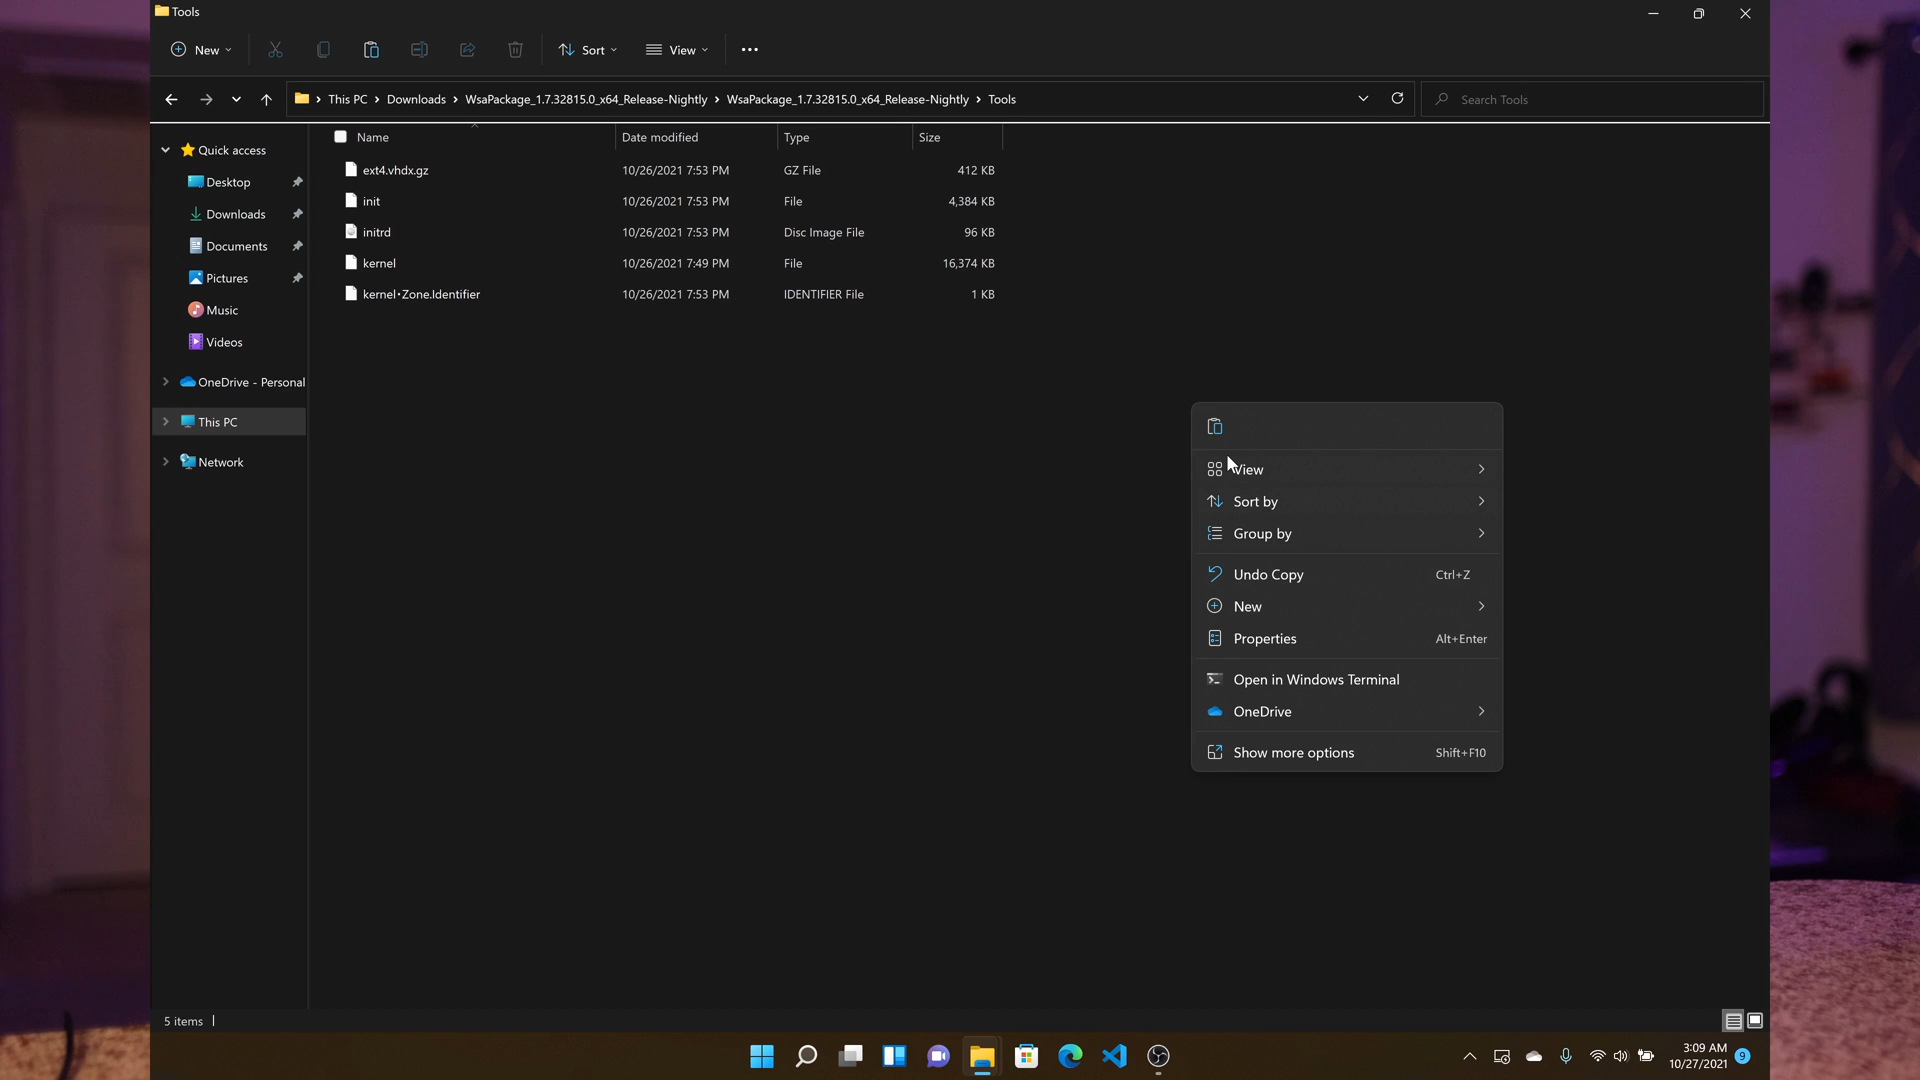 Tools
New
Sort
View
This PC > Downloads > WsaPackage_1.7.32815.0_x64_Release-Nightly > WsaPackage_1.7.32815.0_x64_Release-Nightly > Tools
Search Tools
Name Date modified Type Size
ext4.vhdx.gz 10/26/2021 7:53 PM GZ File 412 KB
init 10/26/2021 7:53 PM File 4,384 KB
initrd 10/26/2021 7:53 PM Disc Image File 96 KB
kernel 10/26/2021 7:49 PM File 16,374 KB
kernel·Zone.Identifier 10/26/2021 7:53 PM IDENTIFIER File 1 KB
Quick access
Desktop
Downloads
Documents
Pictures
Music
Videos
OneDrive - Personal
This PC
Network
View
Sort by
Group by
Undo Copy Ctrl+Z
New
Properties Alt+Enter
Open in Windows Terminal
OneDrive
Show more options Shift+F10
5 items
3:09 AM
10/27/2021
9